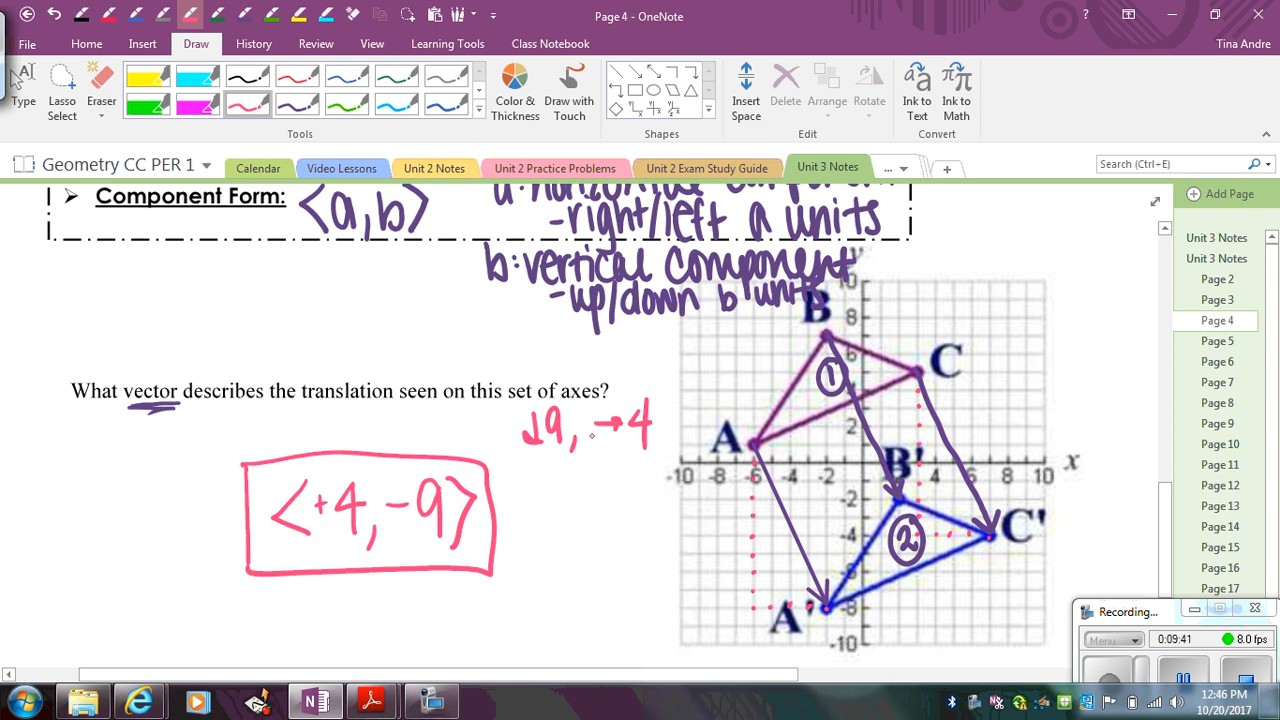 Page 4 - OneNote
Tina Andre
File Home Insert Draw History Review View Learning Tools Class Notebook
Type Lasso Select Eraser Color & Thickness Draw with Touch Insert Space Delete Arrange Rotate Ink to Text Ink to Math
Tools Shapes Edit Convert
Geometry CC PER 1 Calendar Video Lessons Unit 2 Notes Unit 2 Practice Problems Unit 2 Exam Study Guide Unit 3 Notes ... Search (Ctrl+E)
Add Page
Unit 3 Notes
Unit 3 Notes
Page 2
Page 3
Page 4
Page 5
Page 6
Page 7
Page 8
Page 9
Page 10
Page 11
Page 12
Page 13
Page 14
Page 15
Page 16
Page 17
➢ Component Form: <a,b>
-right/left a units
b: vertical component
-up/down b units
What vector describes the translation seen on this set of axes?
↓9, →4
<+4, -9>
B
C
A
B'
C'
A'
1
2
x
8
6
2
-10 -8 -6 -4 -2 2 4 6 8 10
-2
-4
-6
-8
-10
Recording...
Menu 0:09:41 8.0 fps
12:46 PM
10/20/2017